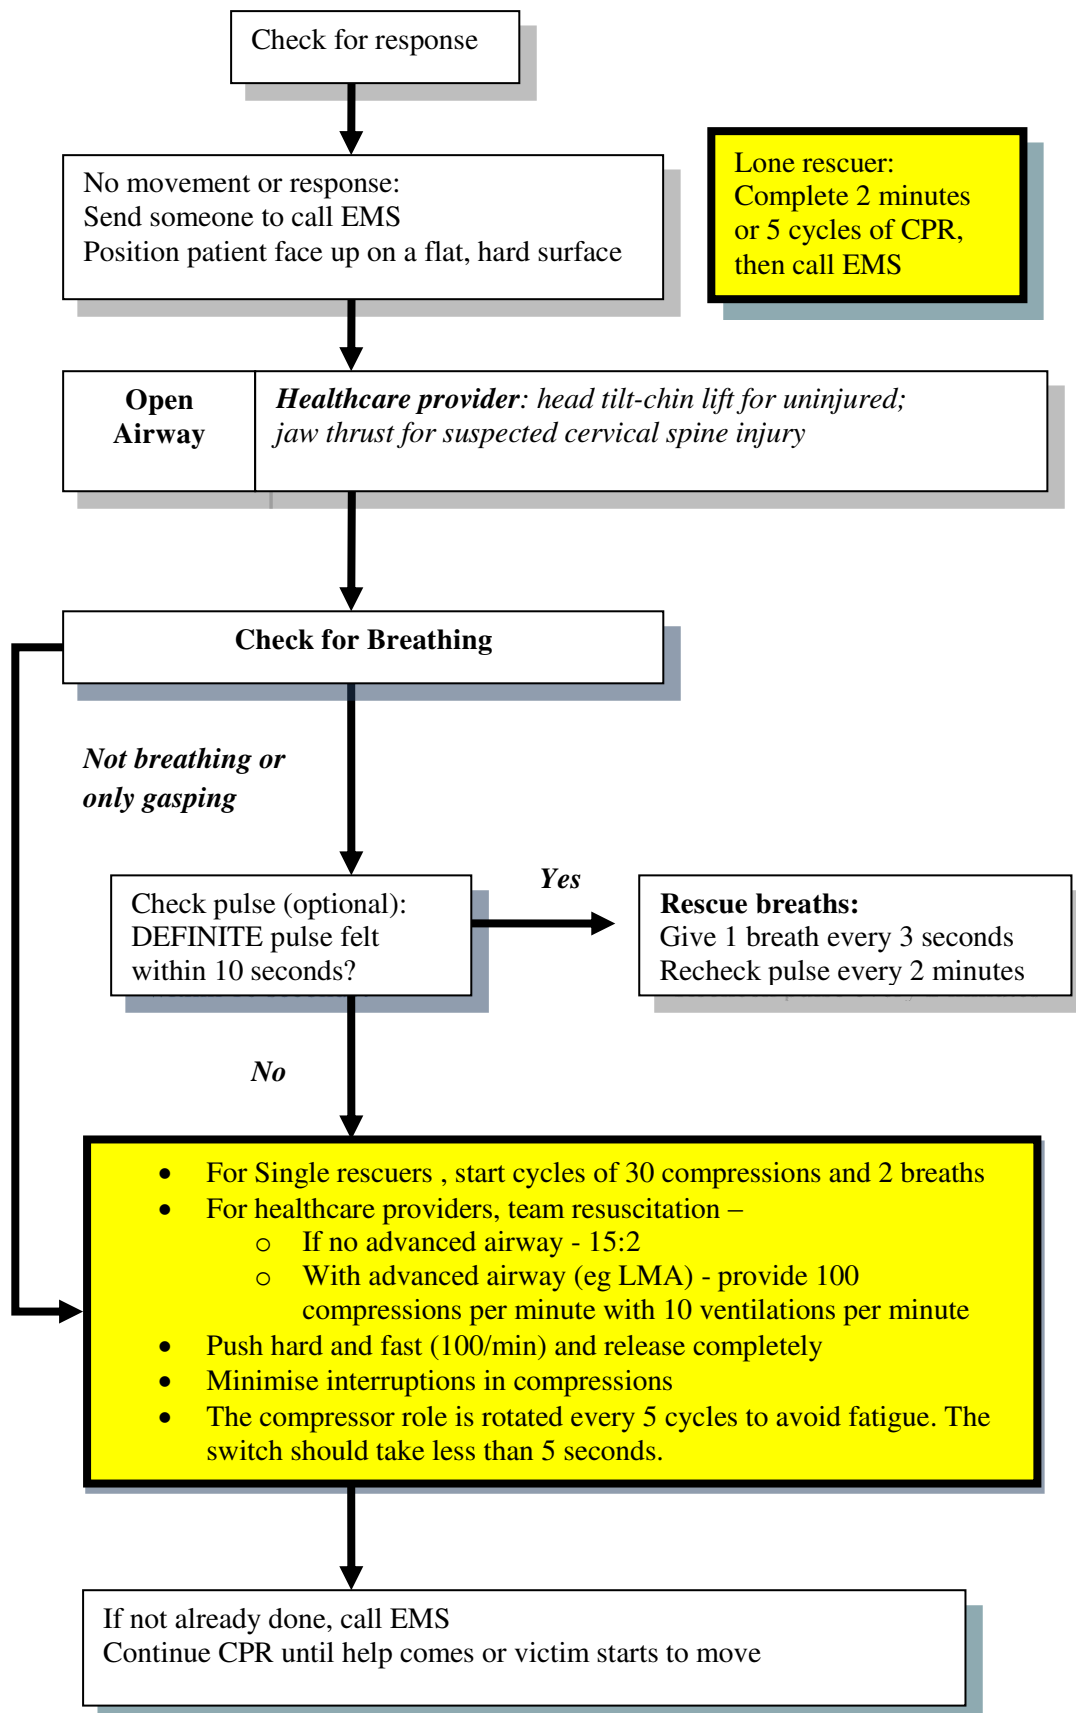 Check for response
No movement or response:
Send someone to call EMS
Position patient face up on a flat, hard surface
Lone rescuer:
Complete 2 minutes
or 5 cycles of CPR,
then call EMS
Open
Airway
Healthcare provider: head tilt-chin lift for uninjured;
jaw thrust for suspected cervical spine injury
Check for Breathing
Not breathing or
only gasping
Check pulse (optional):
DEFINITE pulse felt
within 10 seconds?
Yes
Rescue breaths:
Give 1 breath every 3 seconds
Recheck pulse every 2 minutes
No
• For Single rescuers , start cycles of 30 compressions and 2 breaths
• For healthcare providers, team resuscitation –
o If no advanced airway - 15:2
o With advanced airway (eg LMA) - provide 100
compressions per minute with 10 ventilations per minute
• Push hard and fast (100/min) and release completely
• Minimise interruptions in compressions
• The compressor role is rotated every 5 cycles to avoid fatigue. The
switch should take less than 5 seconds.
If not already done, call EMS
Continue CPR until help comes or victim starts to move